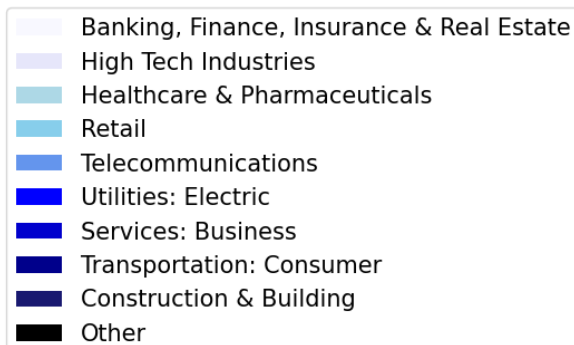 Banking, Finance, Insurance & Real Estate
High Tech Industries
Healthcare & Pharmaceuticals
Retail
Telecommunications
Utilities: Electric
Services: Business
Transportation: Consumer
Construction & Building
Other